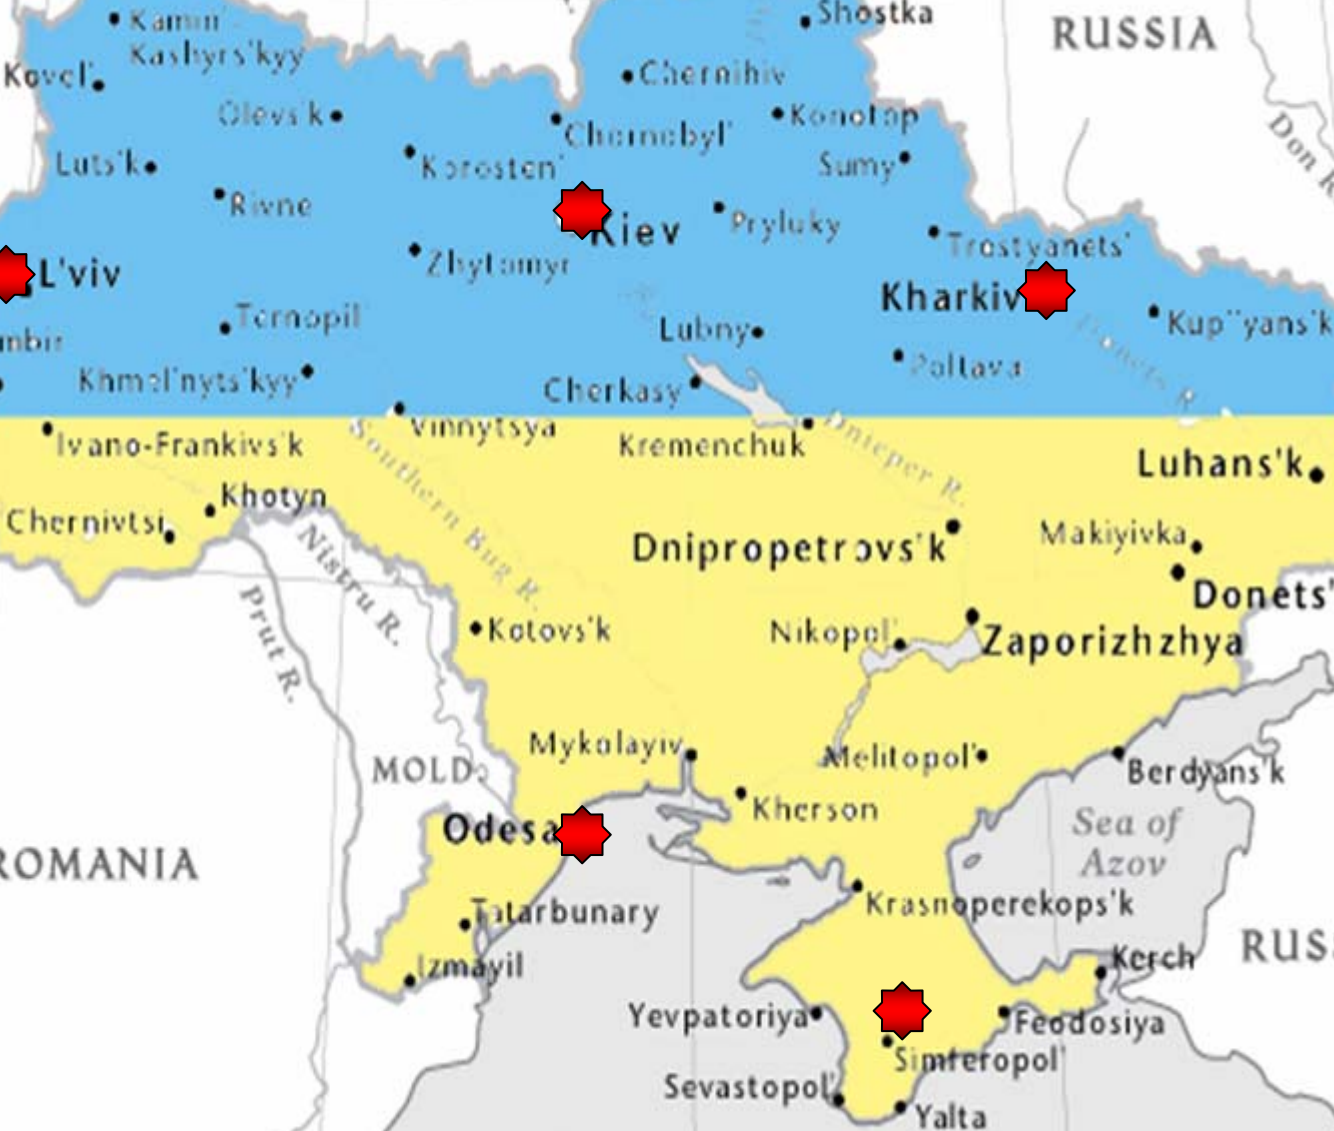 Kamin'
Kashyrs'kyy
Shostka
RUSSIA
Kovel'
Chernihiv
Olevs'k
Chornobyl'
Konotop
Don R.
Luts'k
Korosten'
Sumy
Rivne
Kiev
Pryluky
Trostyanets'
L'viv
Zhytomyr
Kharkiv
Ternopil'
Lubny
Kup"yans'k
Donets R.
mbir
Khmel'nyts'kyy
Cherkasy
Poltava
Vinnytsya
Ivano-Frankivs'k
Southern Bug R.
Kremenchuk
Dnieper R.
Luhans'k
Khotyn
Chernivtsi
Nistru R.
Dnipropetrovs'k
Makiyivka
Prut R.
Donets'
Kotovs'k
Nikopol'
Zaporizhzhya
Mykolayiv
Melitopol'
Berdyans'k
MOLD
Kherson
Sea of
Azov
Odesa
ROMANIA
Krasnoperekops'k
Tatarbunary
RUS
Izmayil
Kerch
Yevpatoriya
Feodosiya
Simferopol'
Sevastopol'
Yalta